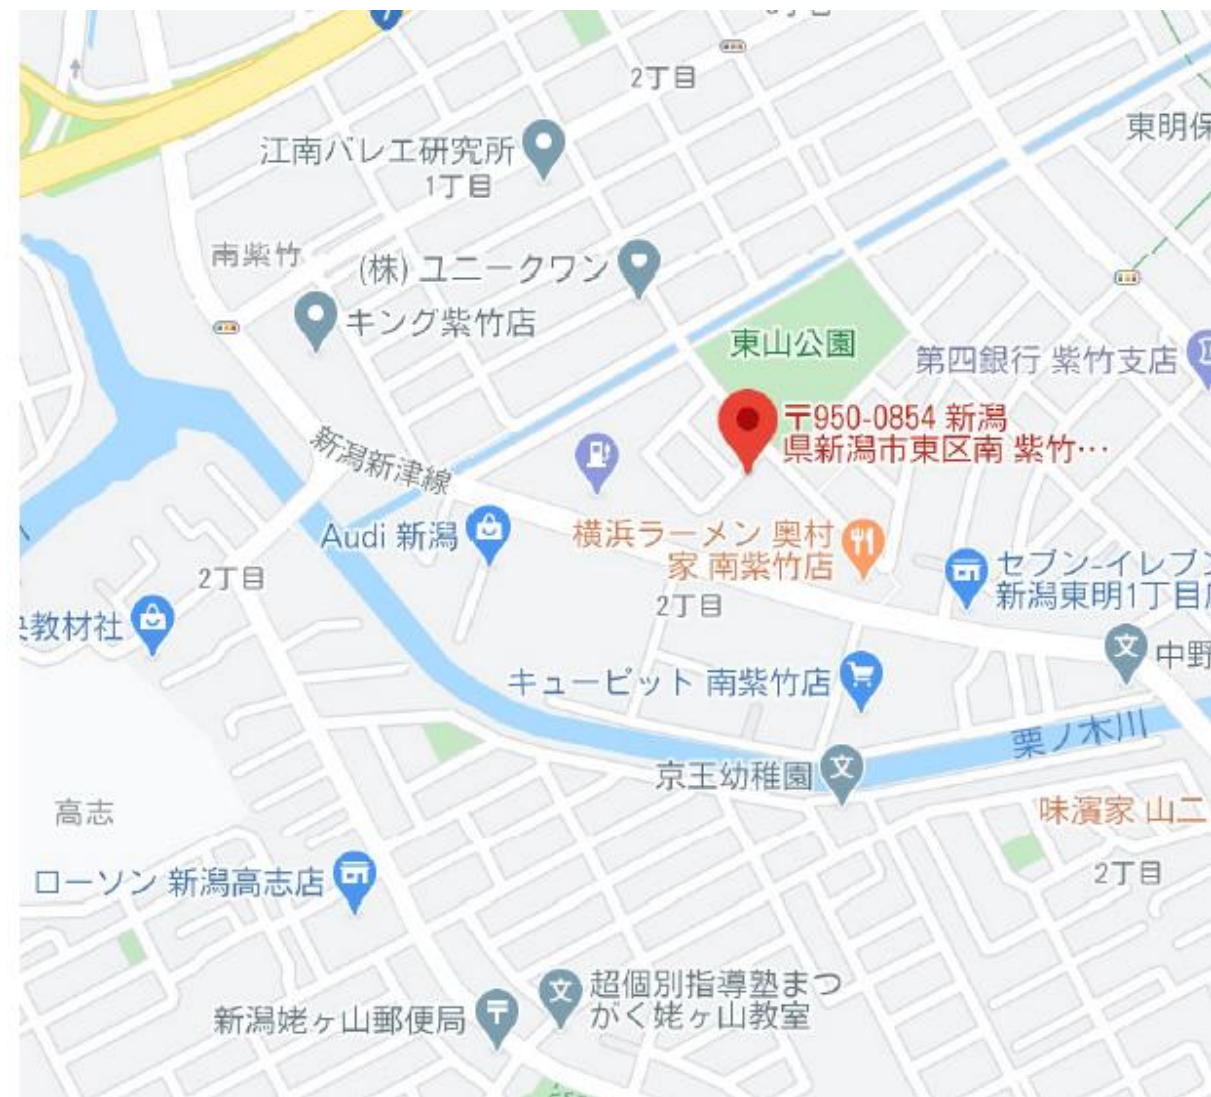 2丁目
東明保
江南バレエ研究所
1丁目
南紫竹
(株) ユニークワン
キング紫竹店
東山公園
第四銀行 紫竹支店
〒950-0854 新潟
県新潟市東区南 紫竹…
新潟新津線
Audi 新潟
横浜ラーメン 奥村
家 南紫竹店
セブン-イレブン
新潟東明1丁目店
2丁目
2丁目
教材社
中野
キューピット 南紫竹店
栗ノ木川
京王幼稚園
高志
味濱家 山二
2丁目
ローソン 新潟高志店
超個別指導塾まつ
がく姥ヶ山教室
新潟姥ヶ山郵便局